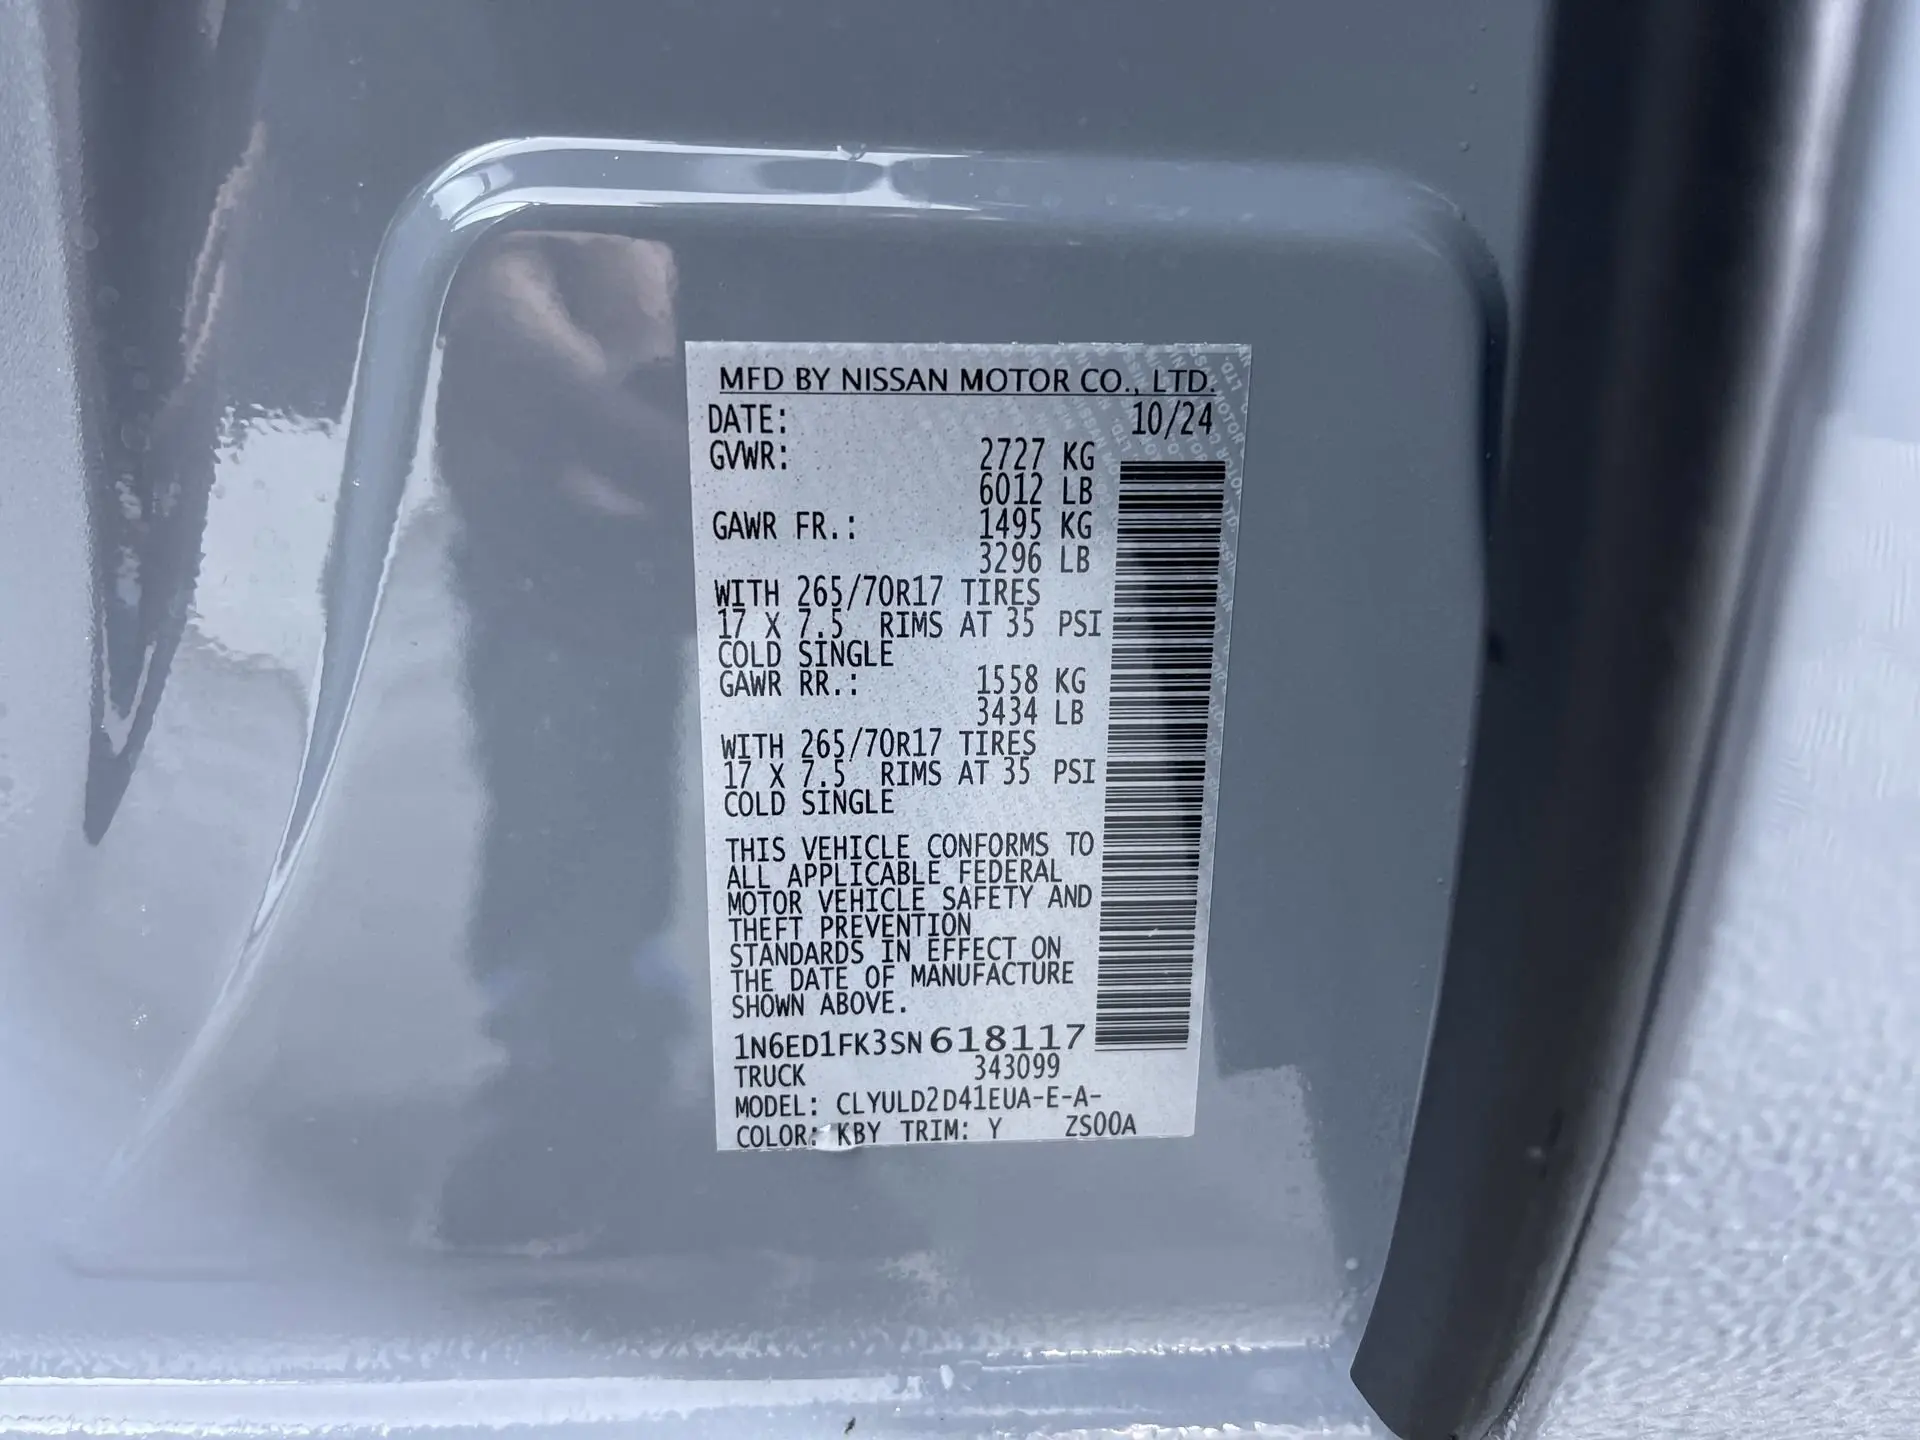 MFD BY NISSAN MOTOR CO., LTD.
DATE: 10/24
GVWR: 2727 KG
6012 LB
GAWR FR.: 1495 KG
3296 LB
WITH 265/70R17 TIRES
17 X 7.5 RIMS AT 35 PSI
COLD SINGLE
GAWR RR.: 1558 KG
3434 LB
WITH 265/70R17 TIRES
17 X 7.5 RIMS AT 35 PSI
COLD SINGLE
THIS VEHICLE CONFORMS TO
ALL APPLICABLE FEDERAL
MOTOR VEHICLE SAFETY AND
THEFT PREVENTION
STANDARDS IN EFFECT ON
THE DATE OF MANUFACTURE
SHOWN ABOVE.
1N6ED1FK3SN618117
TRUCK 343099
MODEL: CLYULD2D41EUA-E-A-
COLOR: KBY TRIM: Y ZS00A